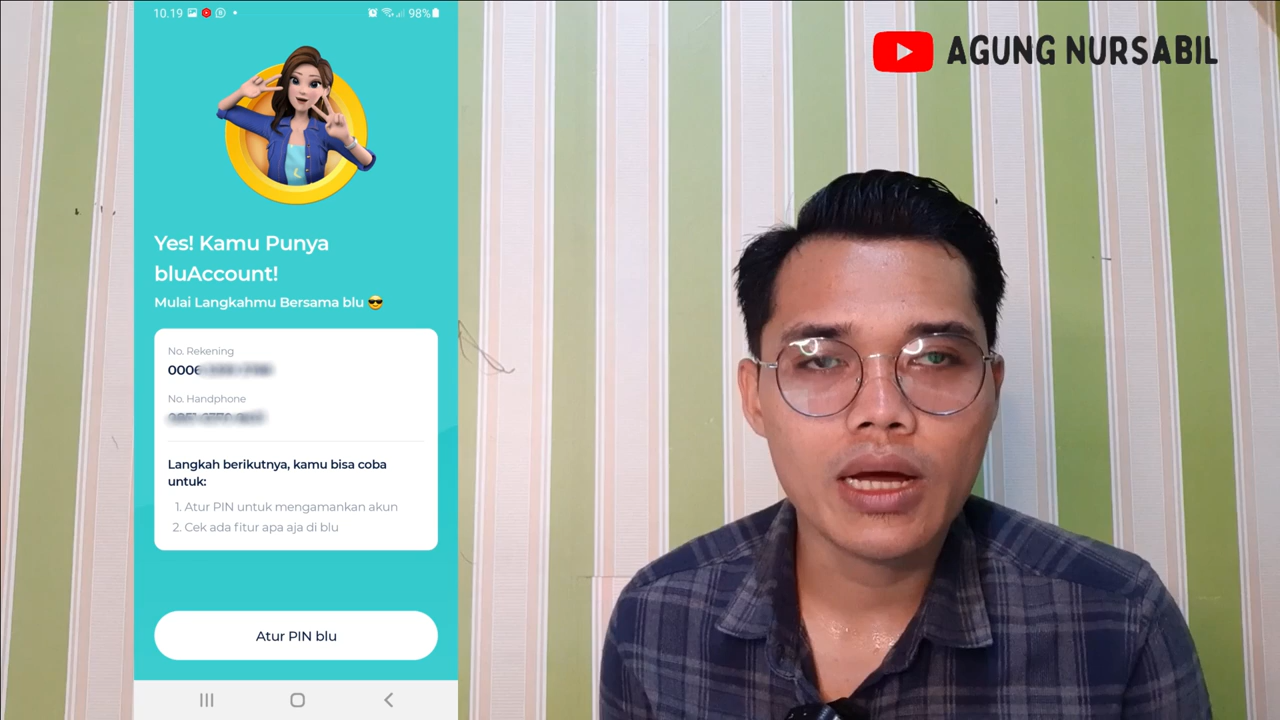 10.19
98%
AGUNG NURSABIL
Yes! Kamu Punya
bluAccount!
Mulai Langkahmu Bersama blu 😎
No. Rekening
0006
No. Handphone
Langkah berikutnya, kamu bisa coba
untuk:
1. Atur PIN untuk mengamankan akun
2. Cek ada fitur apa aja di blu
Atur PIN blu